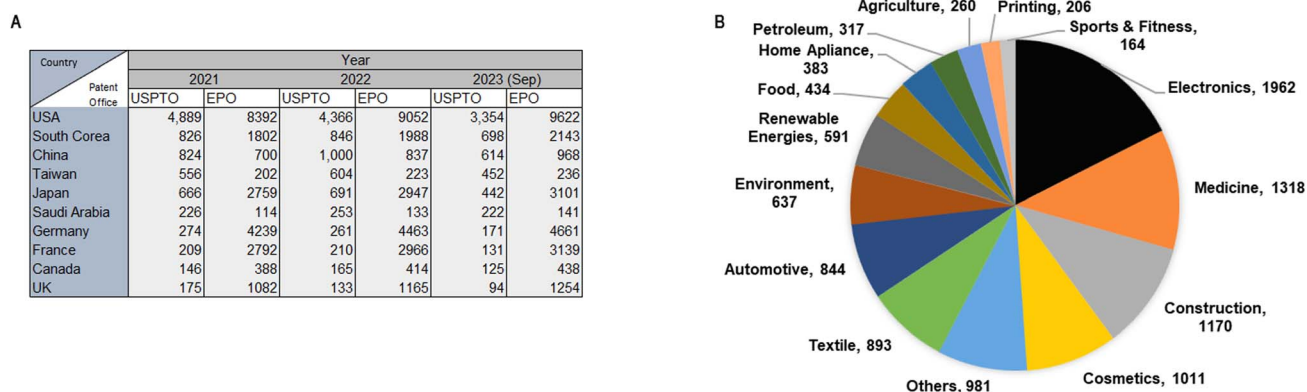 A
Country
Patent
Office
Year
2021 2022 2023 (Sep)
USPTO EPO USPTO EPO USPTO EPO
USA 4,889 8392 4,366 9052 3,354 9622
South Corea 826 1802 846 1988 698 2143
China 824 700 1,000 837 614 968
Taiwan 556 202 604 223 452 236
Japan 666 2759 691 2947 442 3101
Saudi Arabia 226 114 253 133 222 141
Germany 274 4239 261 4463 171 4661
France 209 2792 210 2966 131 3139
Canada 146 388 165 414 125 438
UK 175 1082 133 1165 94 1254
B
Agriculture, 260
Printing, 206
Sports & Fitness,
164
Petroleum, 317
Home Apliance,
383
Food, 434
Renewable
Energies, 591
Environment,
637
Automotive, 844
Textile, 893
Others, 981
Cosmetics, 1011
Construction,
1170
Medicine, 1318
Electronics, 1962